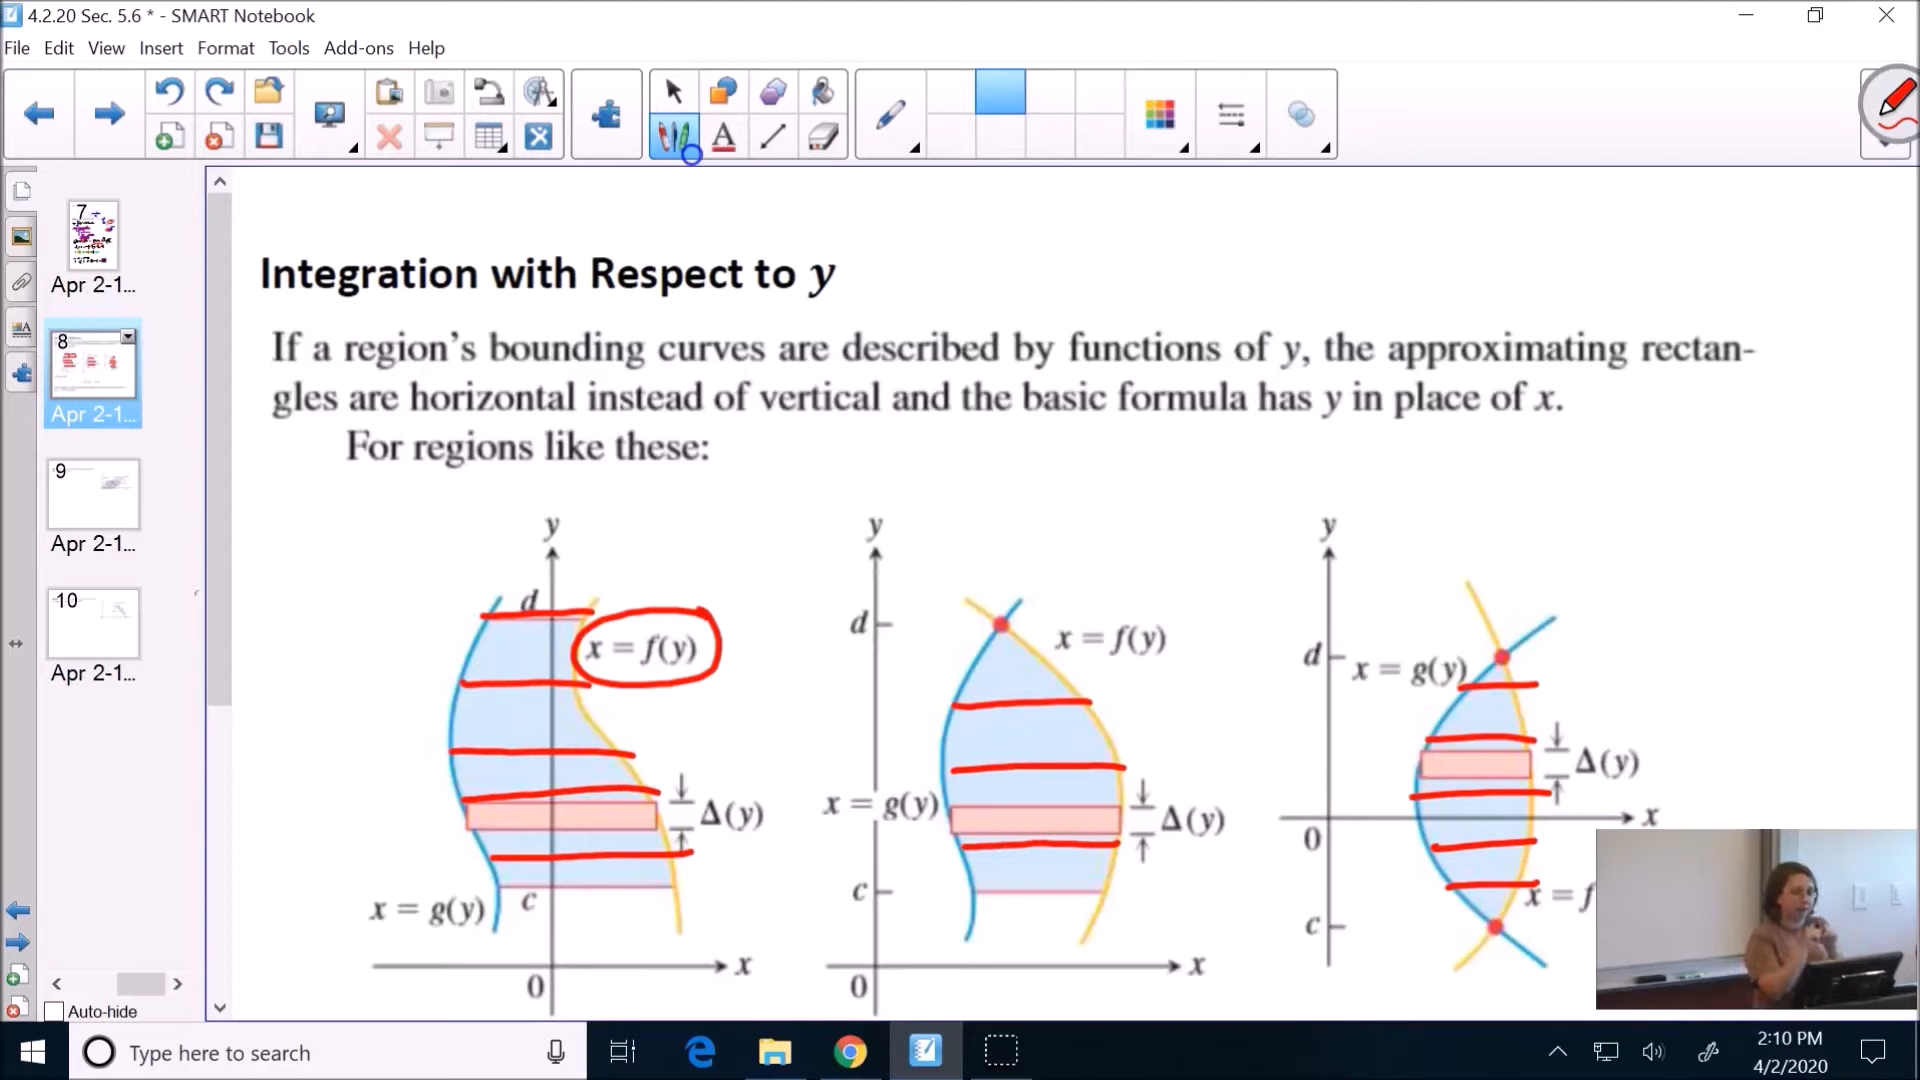 4.2.20 Sec. 5.6 * - SMART Notebook
File Edit View Insert Format Tools Add-ons Help
7
Apr 2-1...
8
Apr 2-1...
9
Apr 2-1...
10
Apr 2-1...
Auto-hide
Integration with Respect to y
If a region's bounding curves are described by functions of y, the approximating rectan-
gles are horizontal instead of vertical and the basic formula has y in place of x.
For regions like these:
y
d
x = f(y)
Δ(y)
x = g(y)
c
0
x
y
d
x = f(y)
x = g(y)
Δ(y)
c
0
x
y
d
x = g(y)
Δ(y)
x
0
x = f
c
Type here to search
2:10 PM
4/2/2020